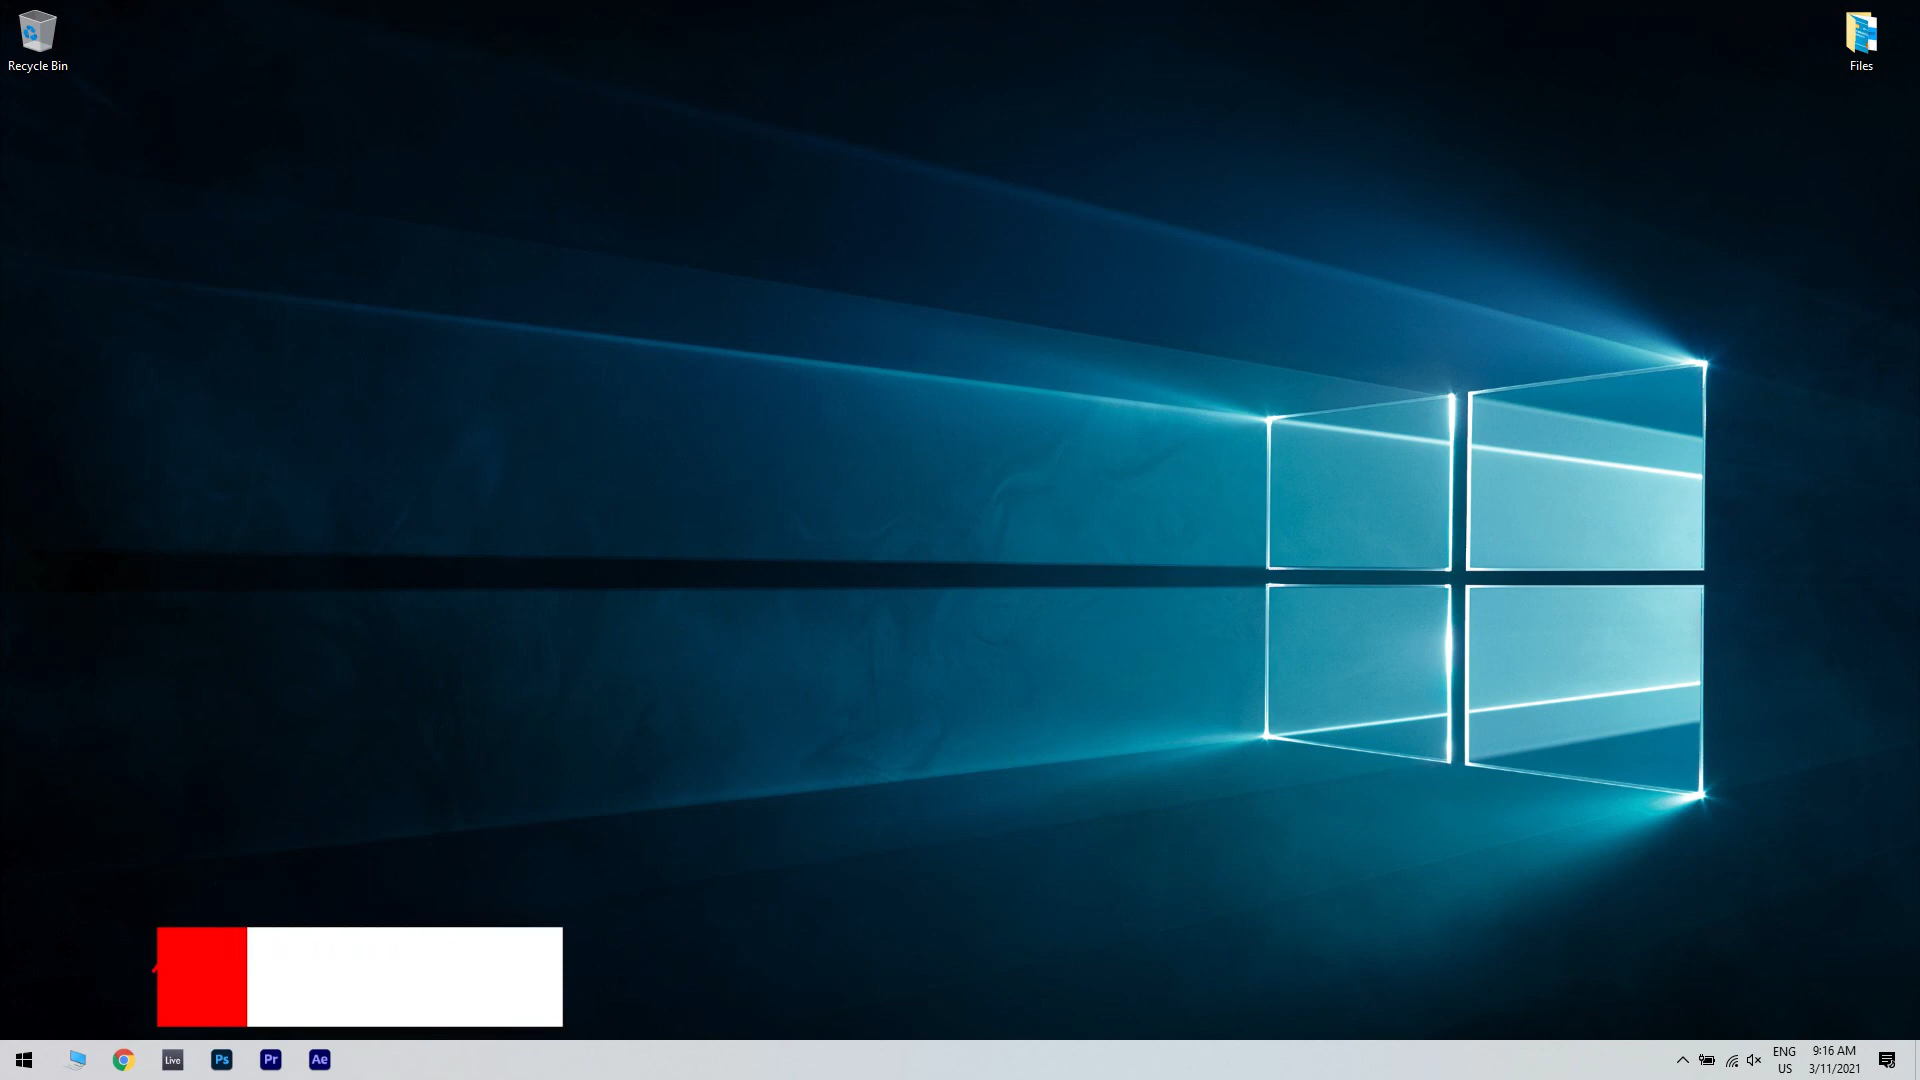 Recycle Bin
Files
Live
Ps
Pr
Ae
ENG
US
9:16 AM
3/11/2021